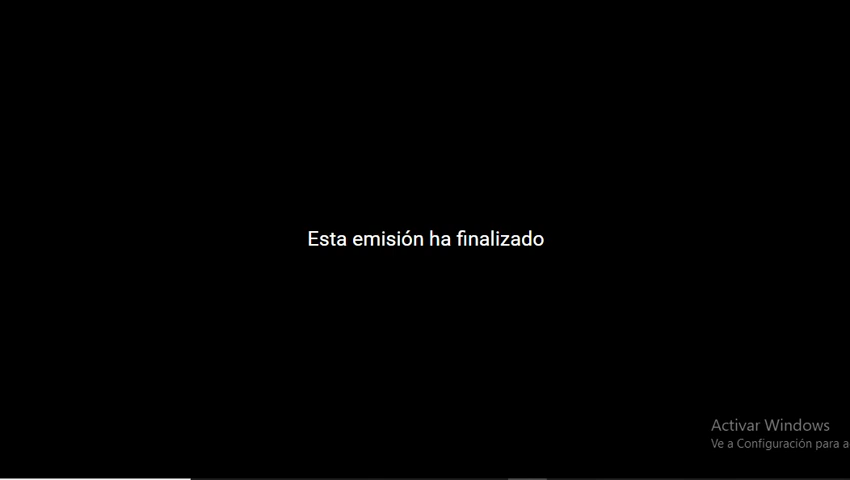 Esta emisión ha finalizado
Activar Windows
Ve a Configuración para a